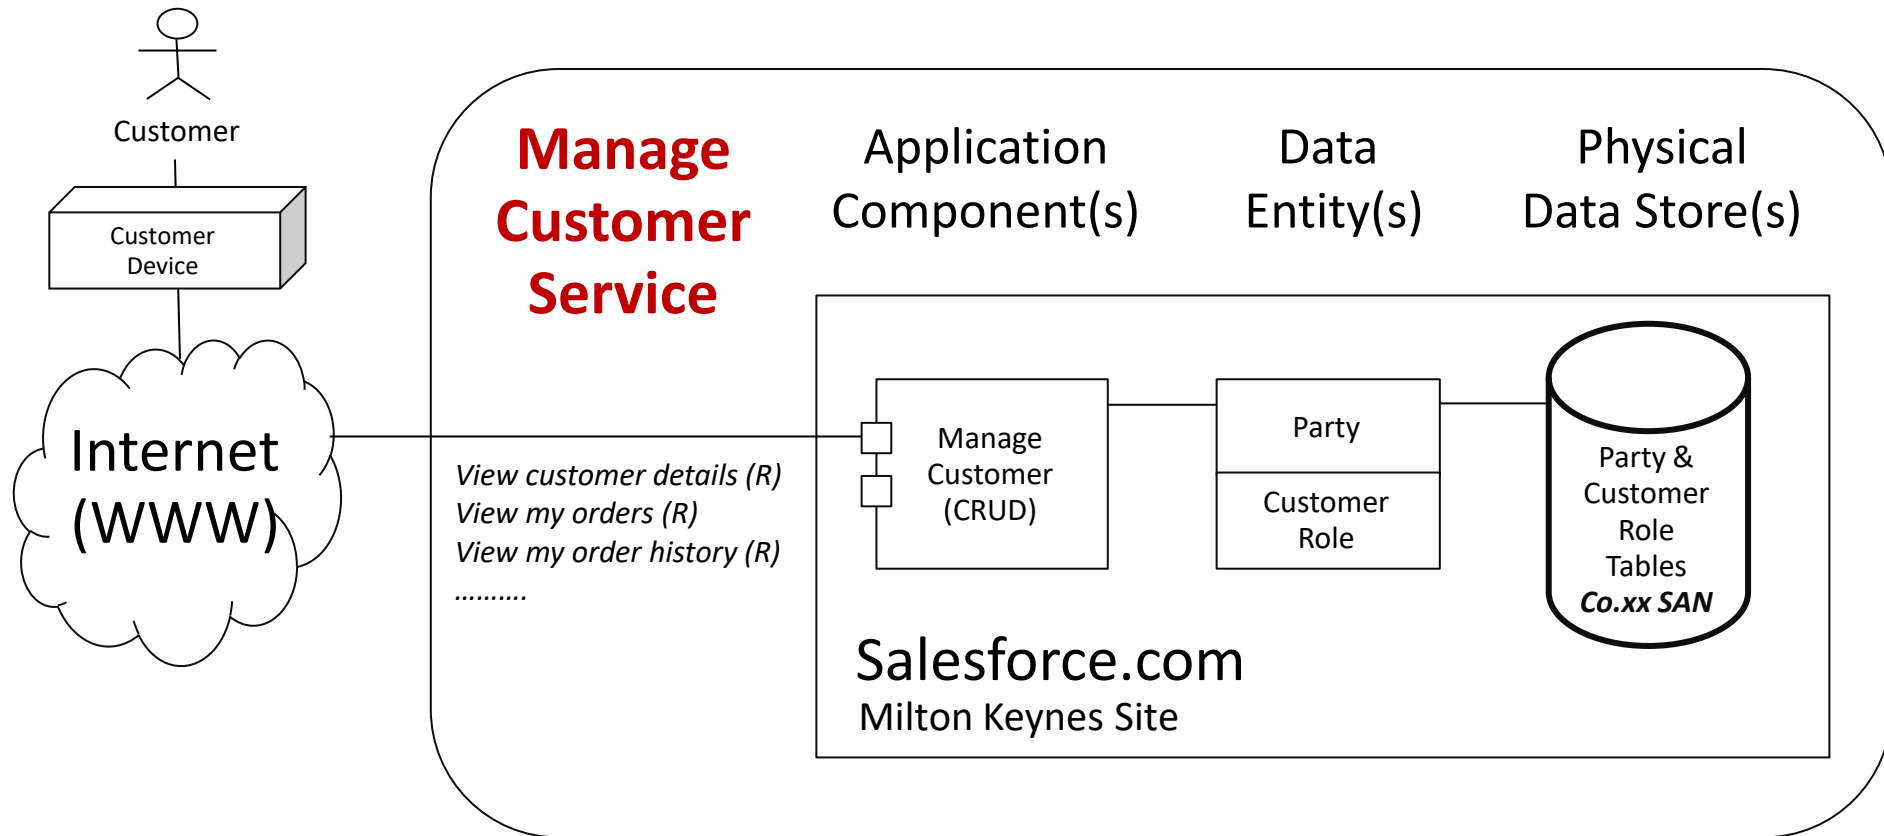 Customer
Customer
Device
Internet
(WWW)
Manage
Customer
Service
View customer details (R)
View my orders (R)
View my order history (R)
..........
Application
Component(s)
Data
Entity(s)
Physical
Data Store(s)
Manage
Customer
(CRUD)
Party
Customer
Role
Party &
Customer
Role
Tables
Co.xx SAN
Salesforce.com
Milton Keynes Site